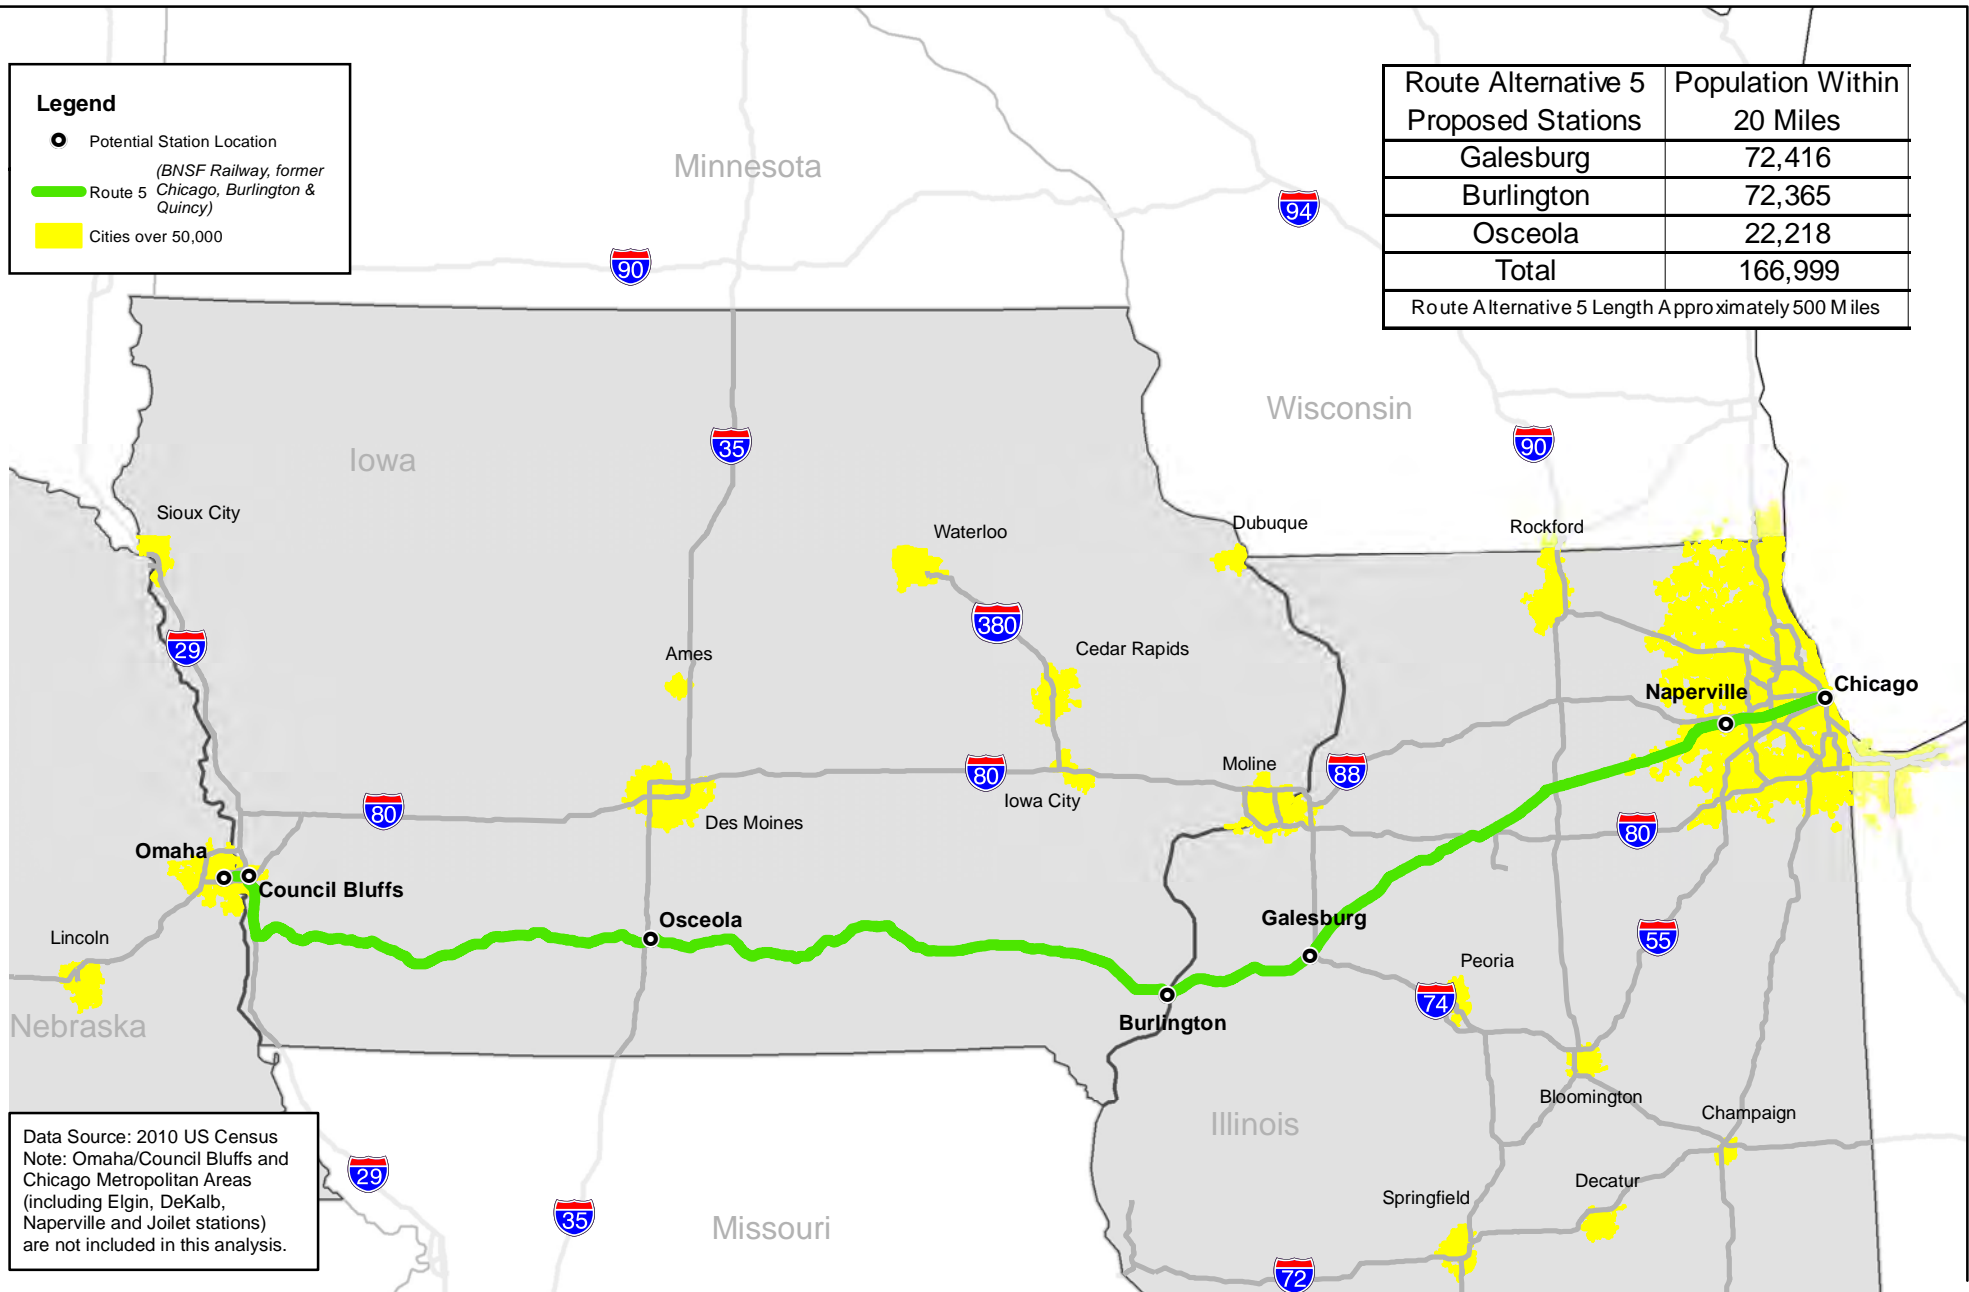 Legend
Potential Station Location
Route 5 (BNSF Railway, former
Chicago, Burlington &
Quincy)
Cities over 50,000
Route Alternative 5 Population Within
Proposed Stations 20 Miles
Galesburg 72,416
Burlington 72,365
Osceola 22,218
Total 166,999
Route Alternative 5 Length Approximately 500 Miles
Minnesota
94
90
Wisconsin
Iowa
35
90
Sioux City
Waterloo
Dubuque
Rockford
380
29
Ames
Cedar Rapids
Naperville
Chicago
Moline
88
80
Iowa City
80
Des Moines
80
Omaha
Council Bluffs
Osceola
Galesburg
Lincoln
55
Peoria
74
Nebraska
Burlington
Bloomington
Champaign
Illinois
Data Source: 2010 US Census
Note: Omaha/Council Bluffs and
Chicago Metropolitan Areas
(including Elgin, DeKalb,
Naperville and Joilet stations)
are not included in this analysis.
29
35
Missouri
Springfield
Decatur
72